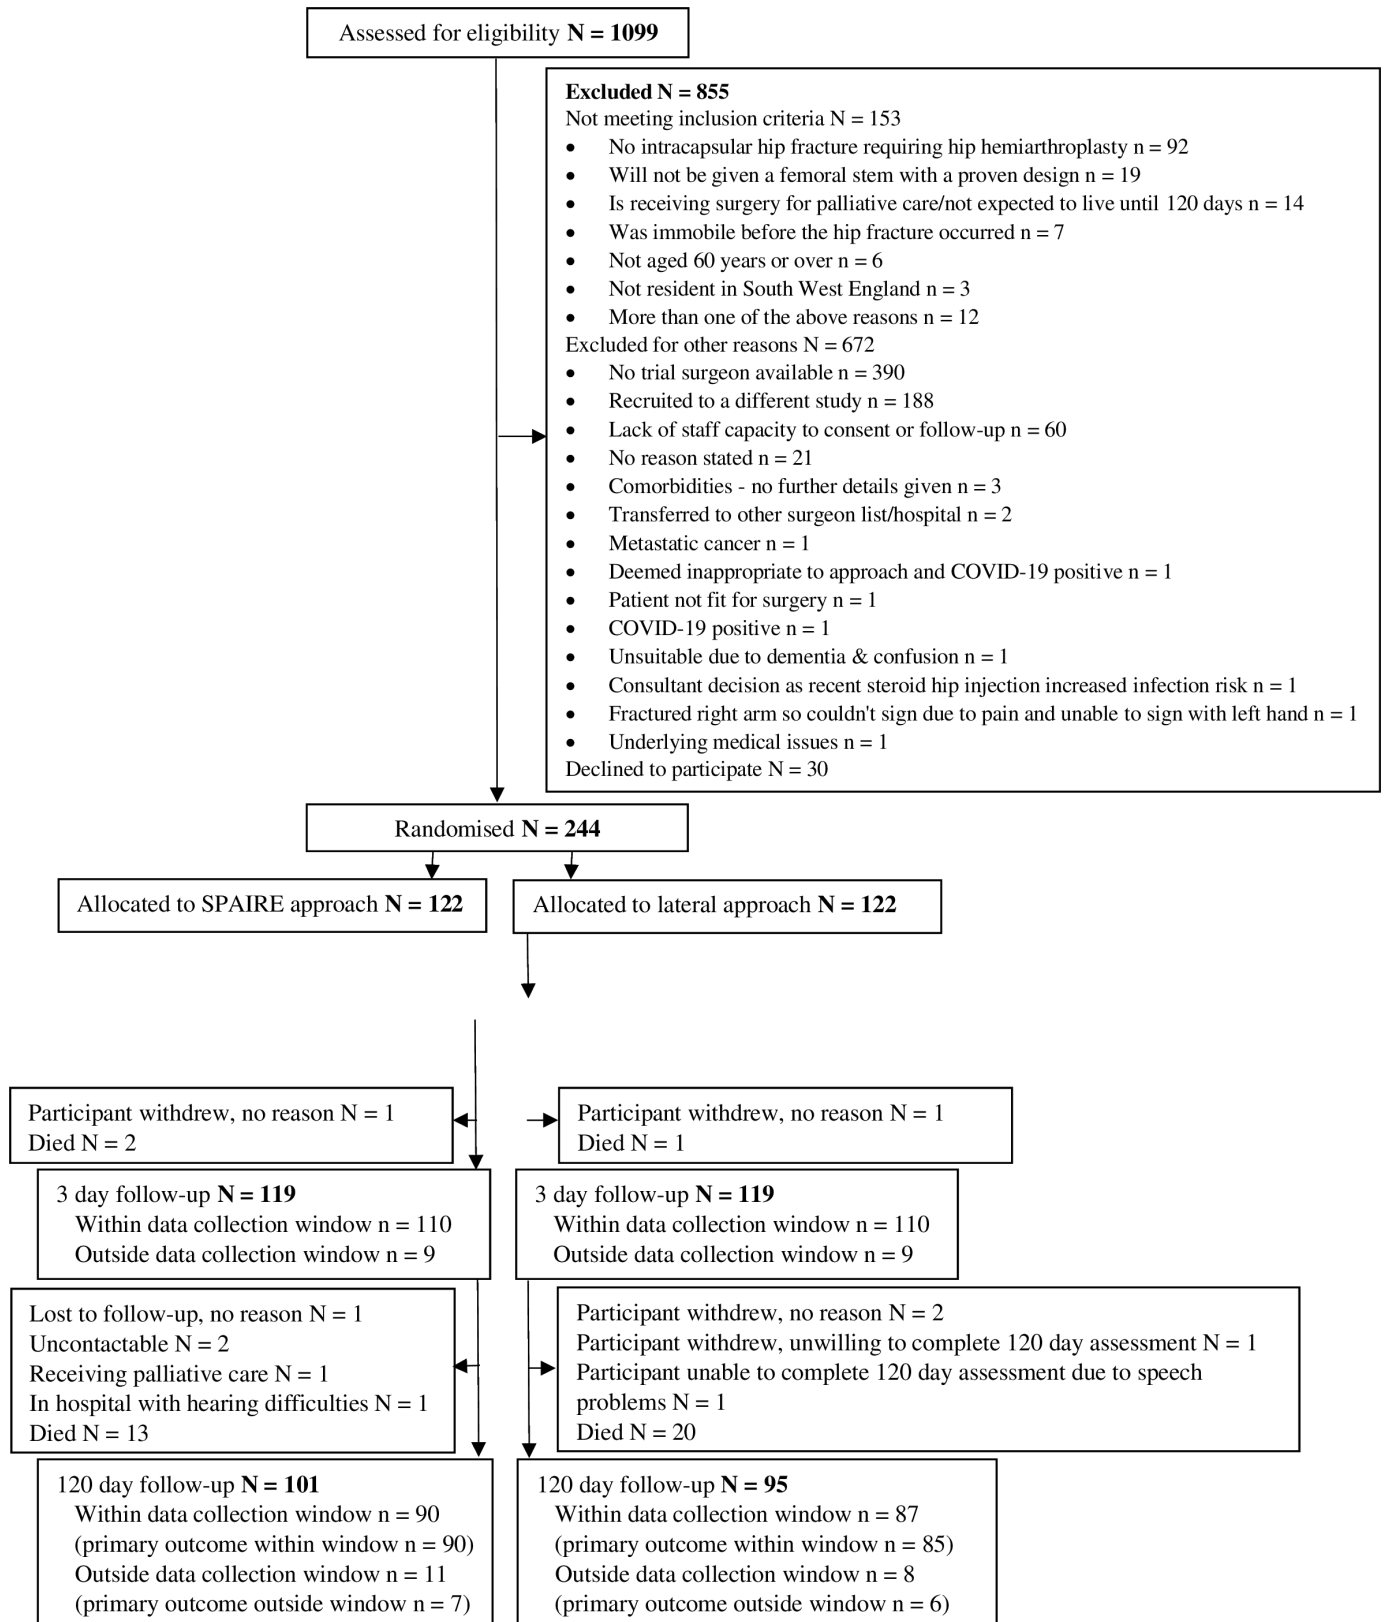 Assessed for eligibility N = 1099
Excluded N = 855
Not meeting inclusion criteria N = 153
• No intracapsular hip fracture requiring hip hemiarthroplasty n = 92
• Will not be given a femoral stem with a proven design n = 19
• Is receiving surgery for palliative care/not expected to live until 120 days n = 14
• Was immobile before the hip fracture occurred n = 7
• Not aged 60 years or over n = 6
• Not resident in South West England n = 3
• More than one of the above reasons n = 12
Excluded for other reasons N = 672
• No trial surgeon available n = 390
• Recruited to a different study n = 188
• Lack of staff capacity to consent or follow-up n = 60
• No reason stated n = 21
• Comorbidities - no further details given n = 3
• Transferred to other surgeon list/hospital n = 2
• Metastatic cancer n = 1
• Deemed inappropriate to approach and COVID-19 positive n = 1
• Patient not fit for surgery n = 1
• COVID-19 positive n = 1
• Unsuitable due to dementia & confusion n = 1
• Consultant decision as recent steroid hip injection increased infection risk n = 1
• Fractured right arm so couldn't sign due to pain and unable to sign with left hand n = 1
• Underlying medical issues n = 1
Declined to participate N = 30
Randomised N = 244
Allocated to SPAIRE approach N = 122
Allocated to lateral approach N = 122
Participant withdrew, no reason N = 1
Died N = 2
Participant withdrew, no reason N = 1
Died N = 1
3 day follow-up N = 119
Within data collection window n = 110
Outside data collection window n = 9
3 day follow-up N = 119
Within data collection window n = 110
Outside data collection window n = 9
Lost to follow-up, no reason N = 1
Uncontactable N = 2
Receiving palliative care N = 1
In hospital with hearing difficulties N = 1
Died N = 13
Participant withdrew, no reason N = 2
Participant withdrew, unwilling to complete 120 day assessment N = 1
Participant unable to complete 120 day assessment due to speech
problems N = 1
Died N = 20
120 day follow-up N = 101
Within data collection window n = 90
(primary outcome within window n = 90)
Outside data collection window n = 11
(primary outcome outside window n = 7)
120 day follow-up N = 95
Within data collection window n = 87
(primary outcome within window n = 85)
Outside data collection window n = 8
(primary outcome outside window n = 6)